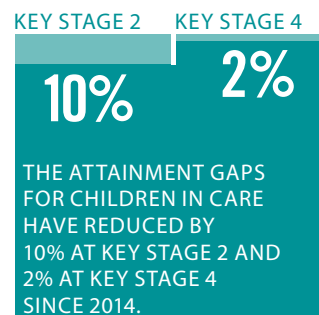 KEY STAGE 2
KEY STAGE 4
10%
2%
THE ATTAINMENT GAPS
FOR CHILDREN IN CARE
HAVE REDUCED BY
10% AT KEY STAGE 2 AND
2% AT KEY STAGE 4
SINCE 2014.